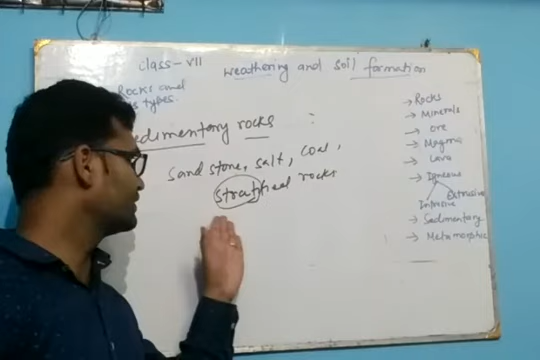 class-VII
weathering and soil formation
Rocks and
types.
Sedimentary rocks :
Sand stone, salt, coal,
stratified rocks
→ Rocks
→ Minerals
→ ore
→ Magma
→ Lava
→ Igneous
Intrusive Extrusive
→ Sedimentary
→ Metamorphic